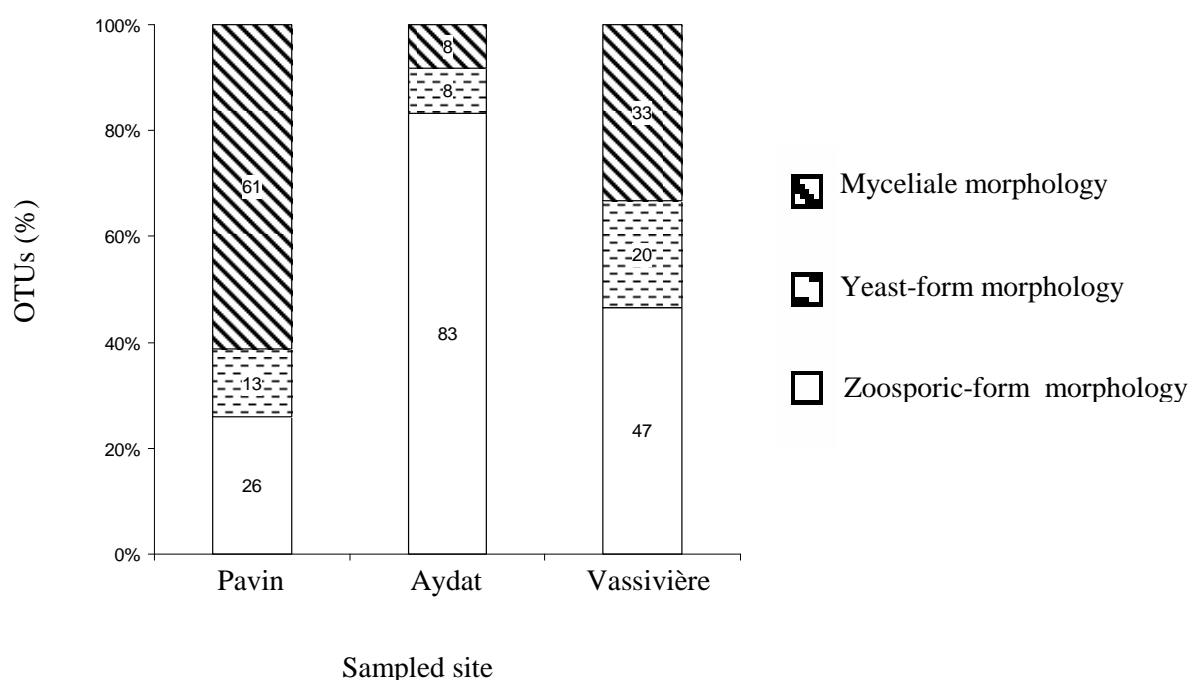 100%
80%
60%
40%
20%
0%
OTUs (%)
61
13
26
8
8
83
33
20
47
Pavin
Aydat
Vassivière
Sampled site
Myceliale morphology
Yeast-form morphology
Zoosporic-form morphology